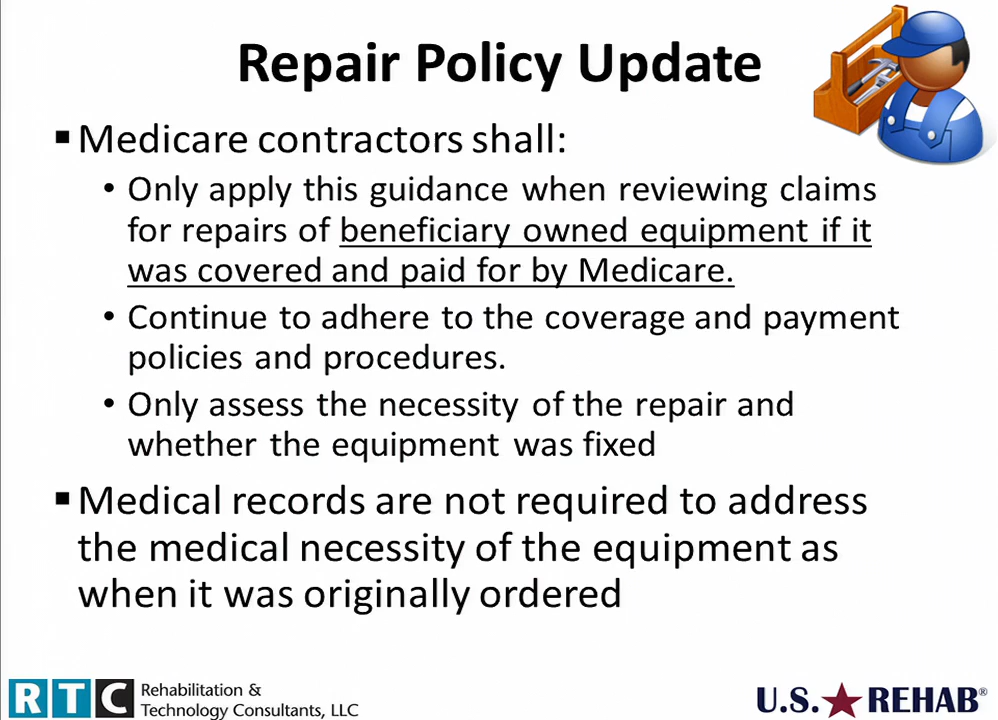 Repair Policy Update
▪ Medicare contractors shall:
• Only apply this guidance when reviewing claims
for repairs of beneficiary owned equipment if it
was covered and paid for by Medicare.
• Continue to adhere to the coverage and payment
policies and procedures.
• Only assess the necessity of the repair and
whether the equipment was fixed
▪ Medical records are not required to address
the medical necessity of the equipment as
when it was originally ordered
RTC Rehabilitation &
Technology Consultants, LLC
U.S. REHAB®